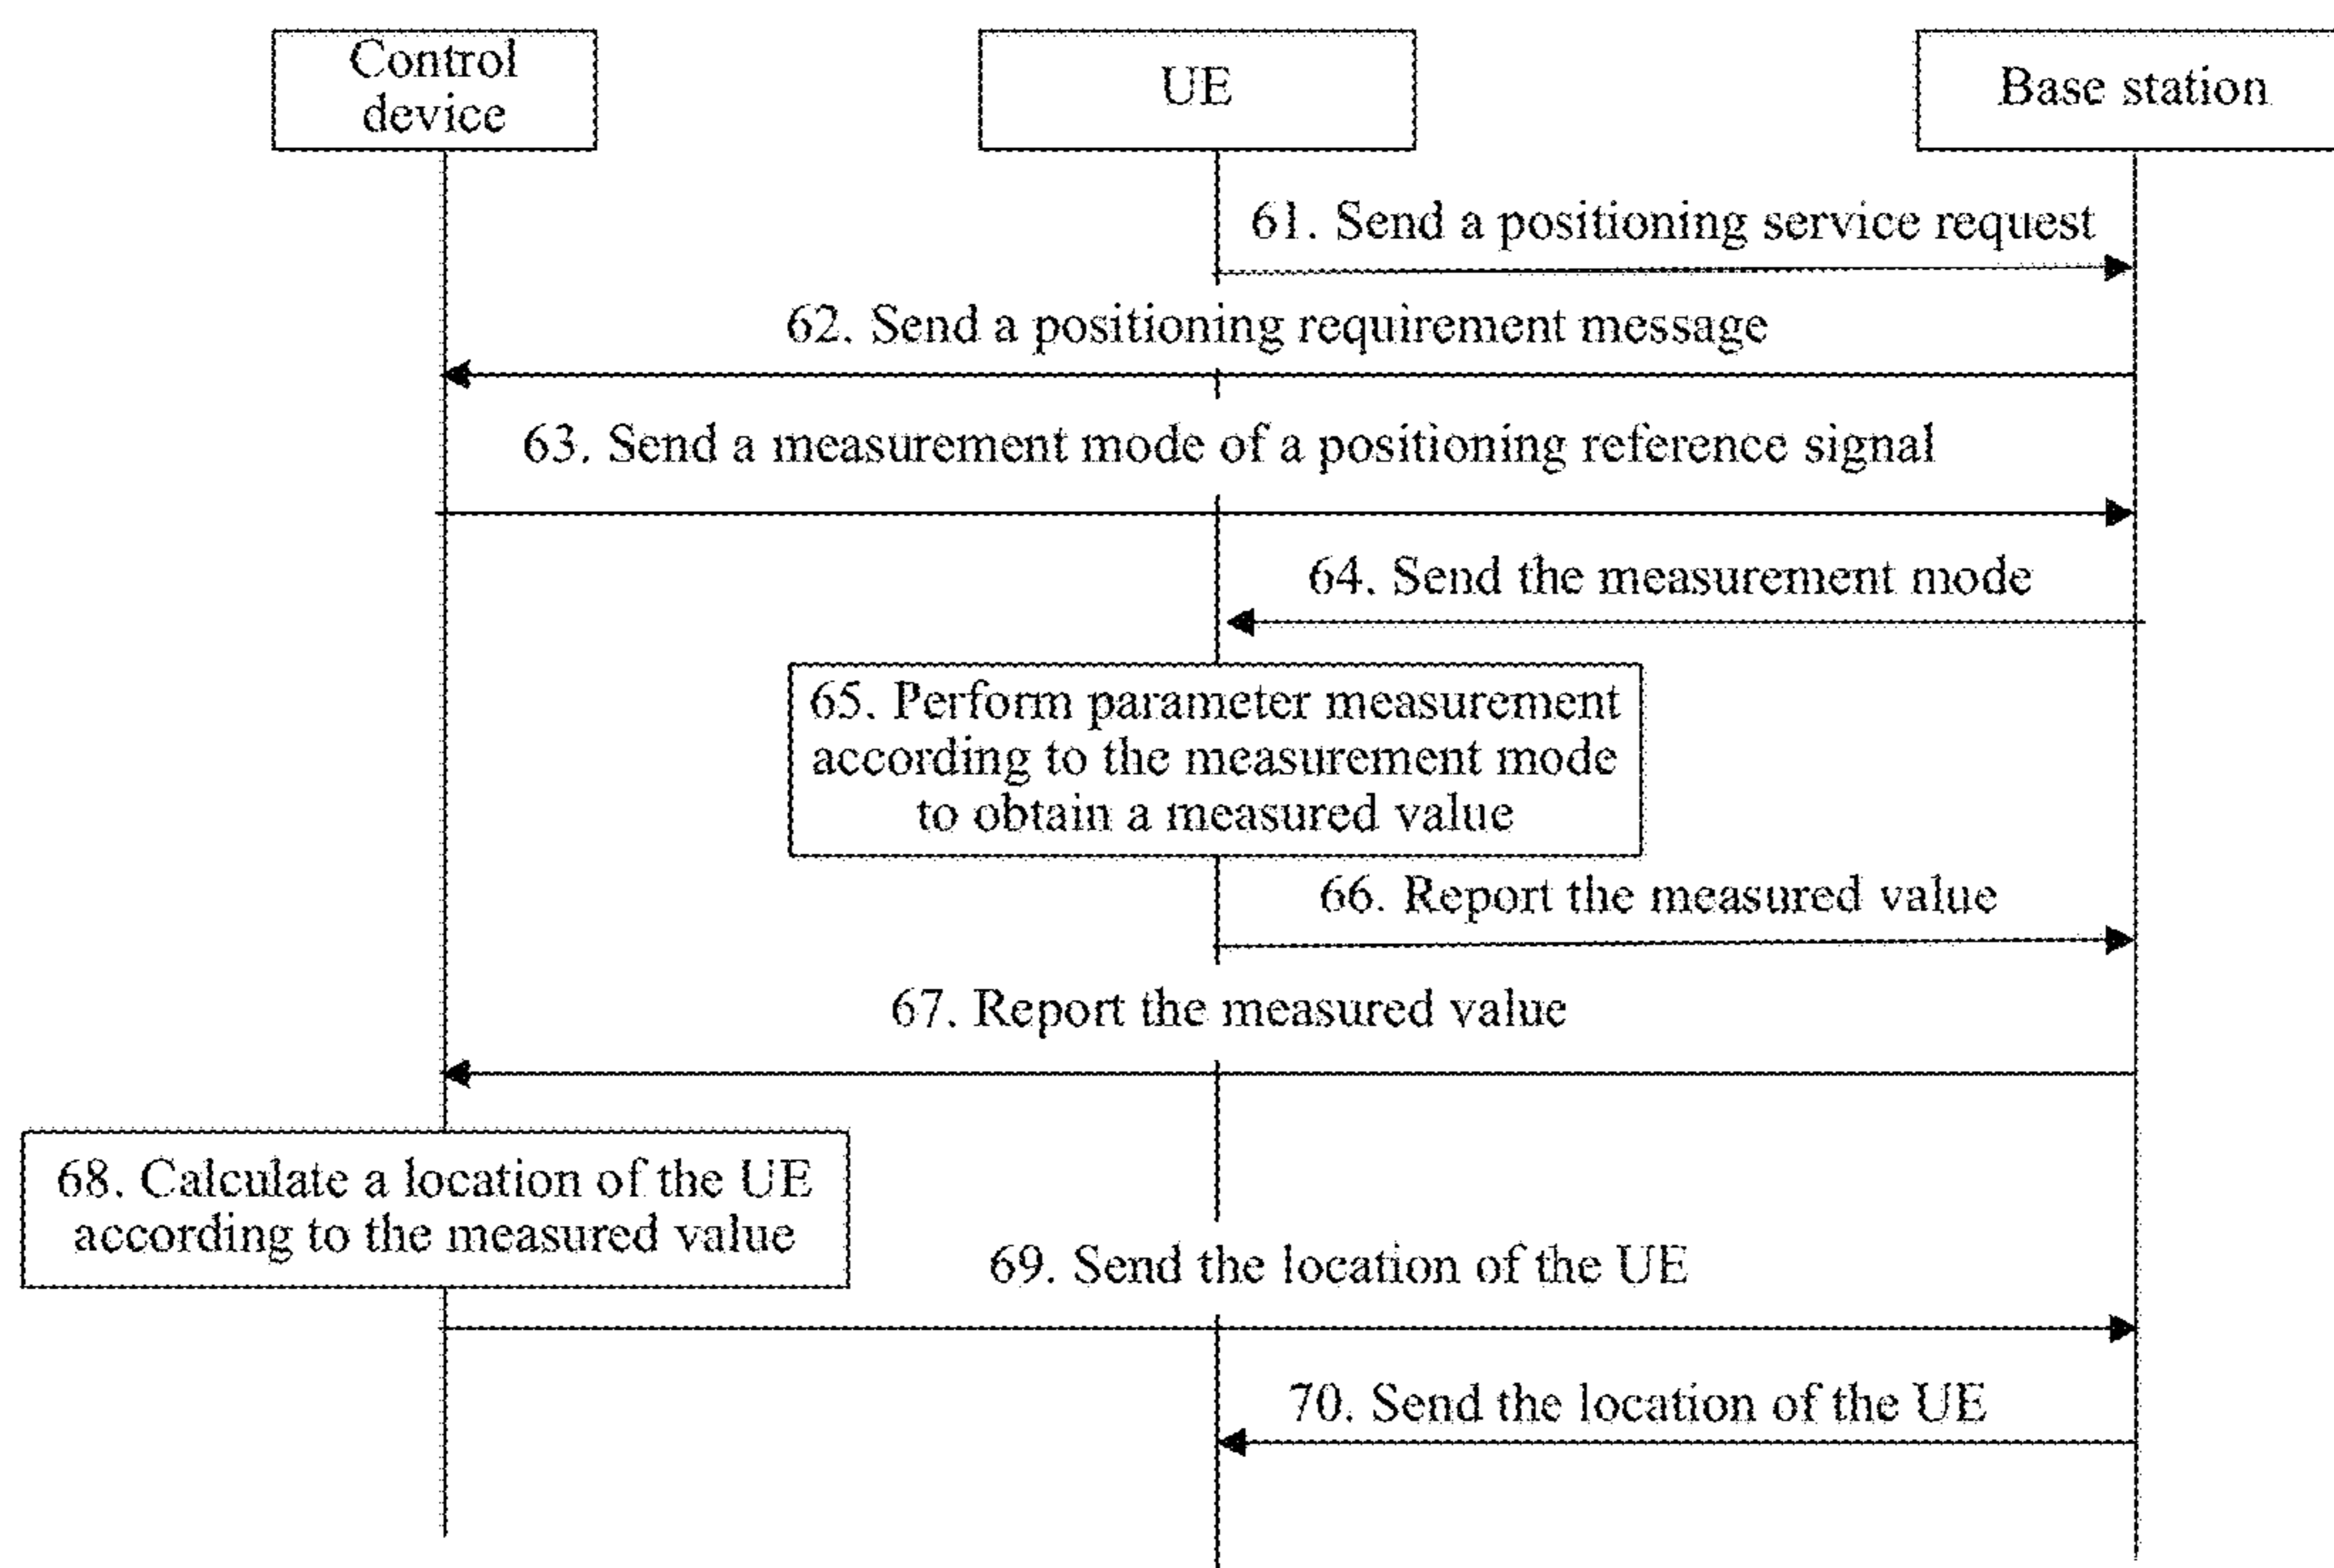 Control
device
UE
Base station
61. Send a positioning service request
62. Send a positioning requirement message
63. Send a measurement mode of a positioning reference signal
64. Send the measurement mode
65. Perform parameter measurement
according to the measurement mode
to obtain a measured value
66. Report the measured value
67. Report the measured value
68. Calculate a location of the UE
according to the measured value
69. Send the location of the UE
70. Send the location of the UE